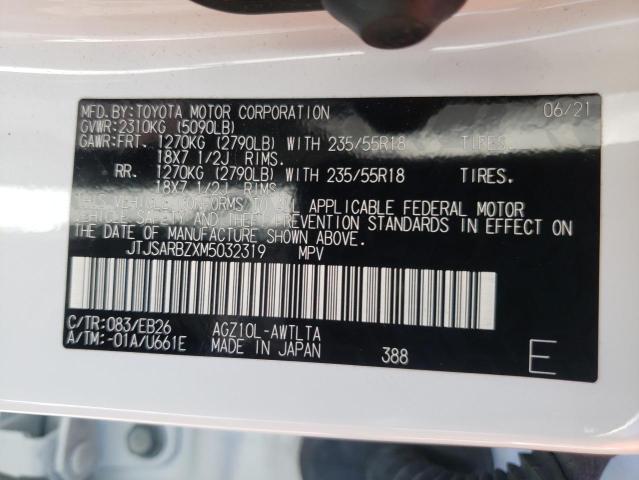 MFD.BY:TOYOTA MOTOR CORPORATION 06/21
GVWR:2310KG (5090LB)
GAWR:FRT. 1270KG (2790LB) WITH 235/55R18 TIRES.
18X7 1/2J RIMS.
RR. 1270KG (2790LB) WITH 235/55R18 TIRES.
18X7 1/2J RIMS.
THIS VEHICLE CONFORMS TO ALL APPLICABLE FEDERAL MOTOR
VEHICLE SAFETY AND THEFT PREVENTION STANDARDS IN EFFECT
ON THE DATE OF MANUFACTURE SHOWN ABOVE.
JTJSARBZXM5032319 MPV
C/TR:083/EB26 AGZ10L-AWTLTA
A/TM:-01A/U661E MADE IN JAPAN 388 E